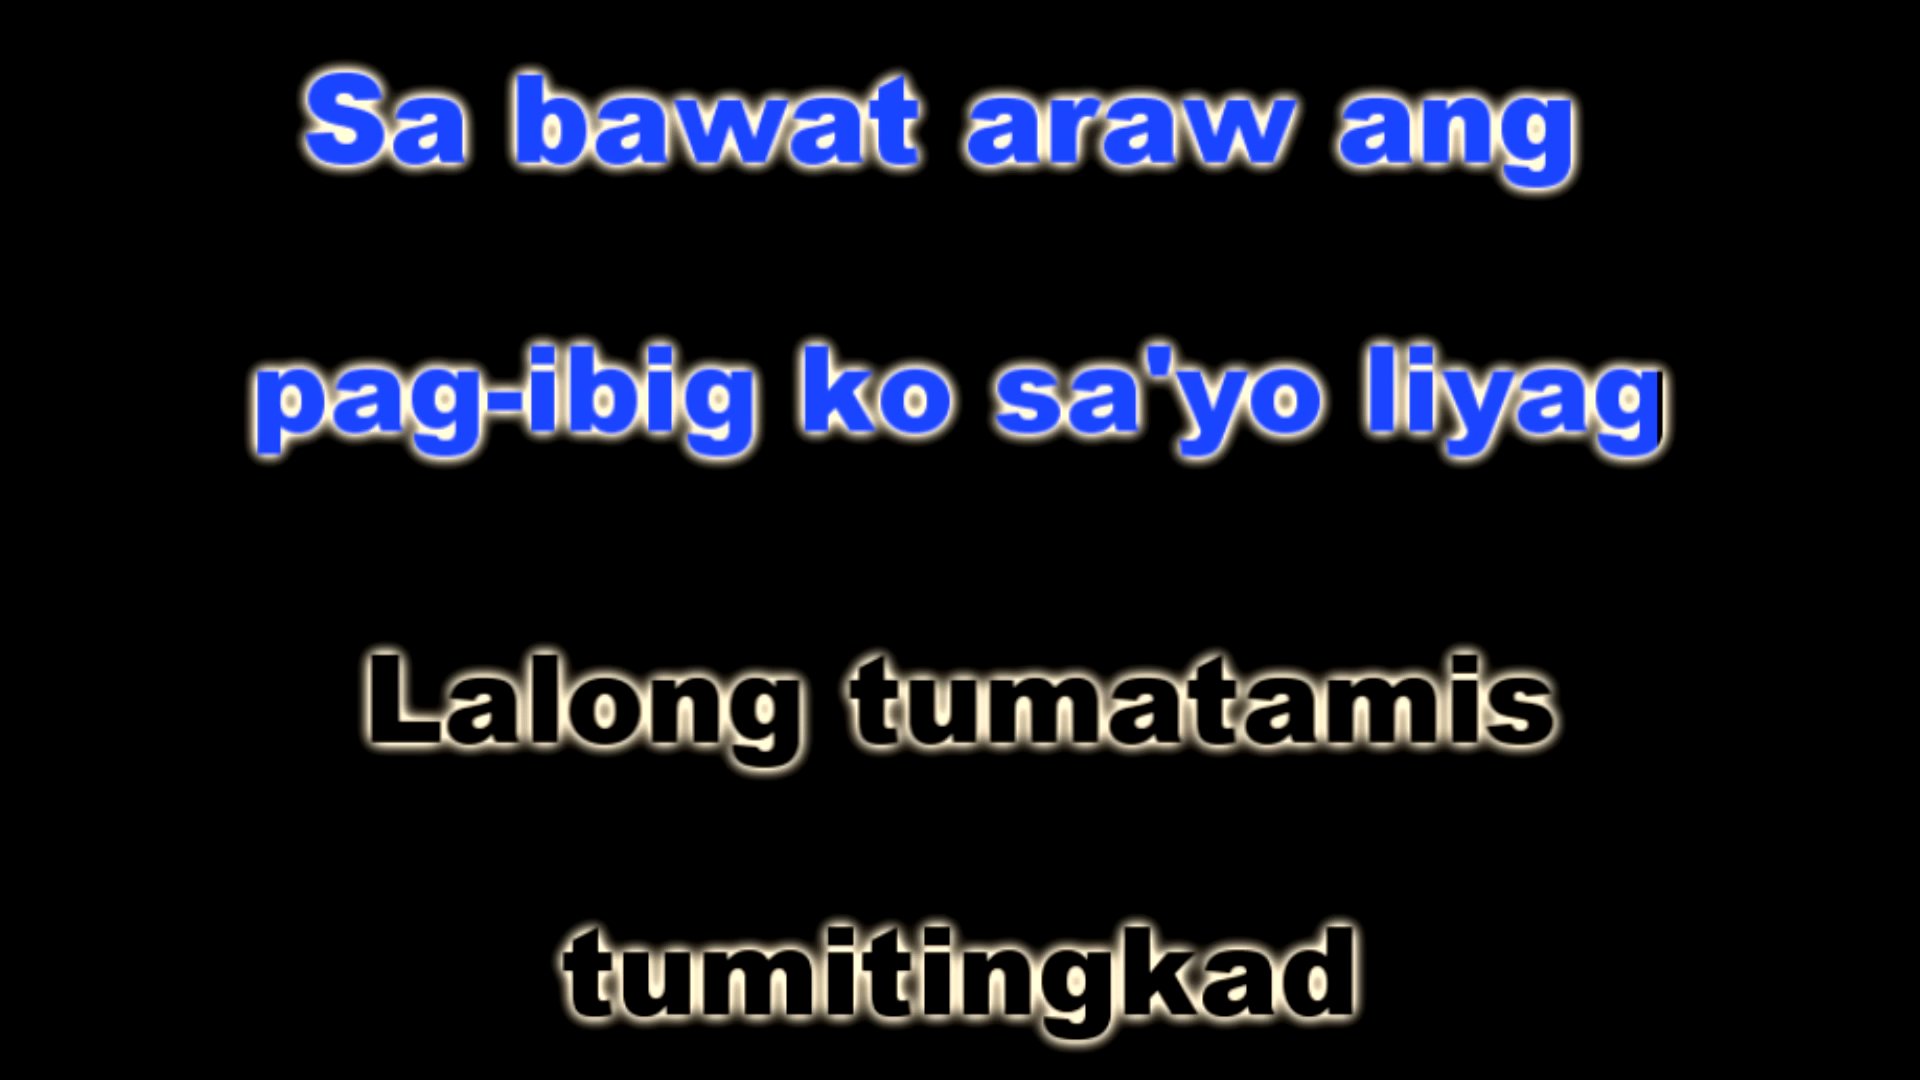 Sa bawat araw ang
pag-ibig ko sa'yo liyag
Lalong tumatamis
tumitingkad